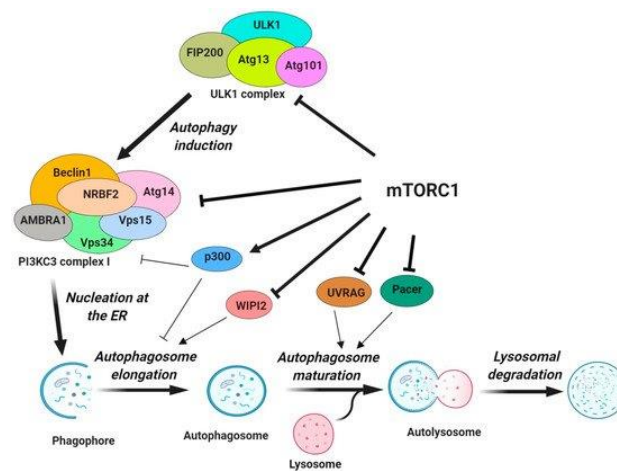 ULK1
FIP200
Atg13
Atg101
ULK1 complex
Autophagy
induction
Beclin1
NRBF2
Atg14
AMBRA1
Vps15
Vps34
PI3KC3 complex I
mTORC1
p300
WIPI2
UVRAG
Pacer
Nucleation at
the ER
Autophagosome
elongation
Autophagosome
maturation
Lysosomal
degradation
Phagophore
Autophagosome
Lysosome
Autolysosome